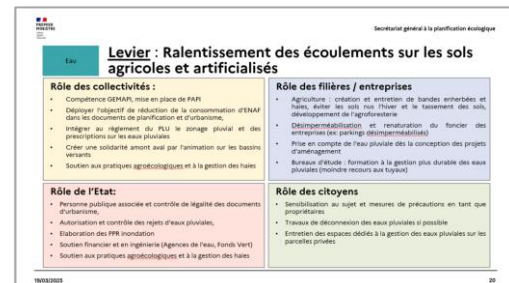 PREMIER
MINISTRE
Secrétariat général à la planification écologique
Eau
Levier : Ralentissement des écoulements sur les sols
agricoles et artificialisés
Rôle des collectivités :
• Compétence GEMAPI, mise en place de PAPI
• Déployer l'objectif de réduction de la consommation d'ENAF
dans les documents de planification et d'urbanisme,
• Intégrer au règlement du PLU le zonage pluvial et des
prescriptions sur les eaux pluviales
• Créer une solidarité amont aval par l'animation sur les bassins
versants
• Soutien aux pratiques agroécologiques et à la gestion des haies
Rôle des filières / entreprises
• Agriculture : création et entretien de bandes enherbées et
haies, éviter les sols nus l'hiver et le tassement des sols,
développement de l'agroforesterie
• Désimperméabilisation et renaturation du foncier des
entreprises (ex: parkings désimperméabilisés)
• Prise en compte de l'eau pluviale dès la conception des projets
d'aménagement
• Bureaux d'étude : formation à la gestion plus durable des eaux
pluviales (moindre recours aux tuyaux)
Rôle de l'Etat:
• Personne publique associée et contrôle de légalité des documents
d'urbanisme,
• Autorisation et contrôle des rejets d'eaux pluviales,
• Elaboration des PPR inondation
• Soutien financier et en ingénierie (Agences de l'eau, Fonds Vert)
• Soutien aux pratiques agroécologiques et à la gestion des haies
Rôle des citoyens
• Sensibilisation au sujet et mesures de précautions en tant que
propriétaires
• Travaux de déconnexion des eaux pluviales si possible
• Entretien des espaces dédiés à la gestion des eaux pluviales sur les
parcelles privées
19/03/2025
20